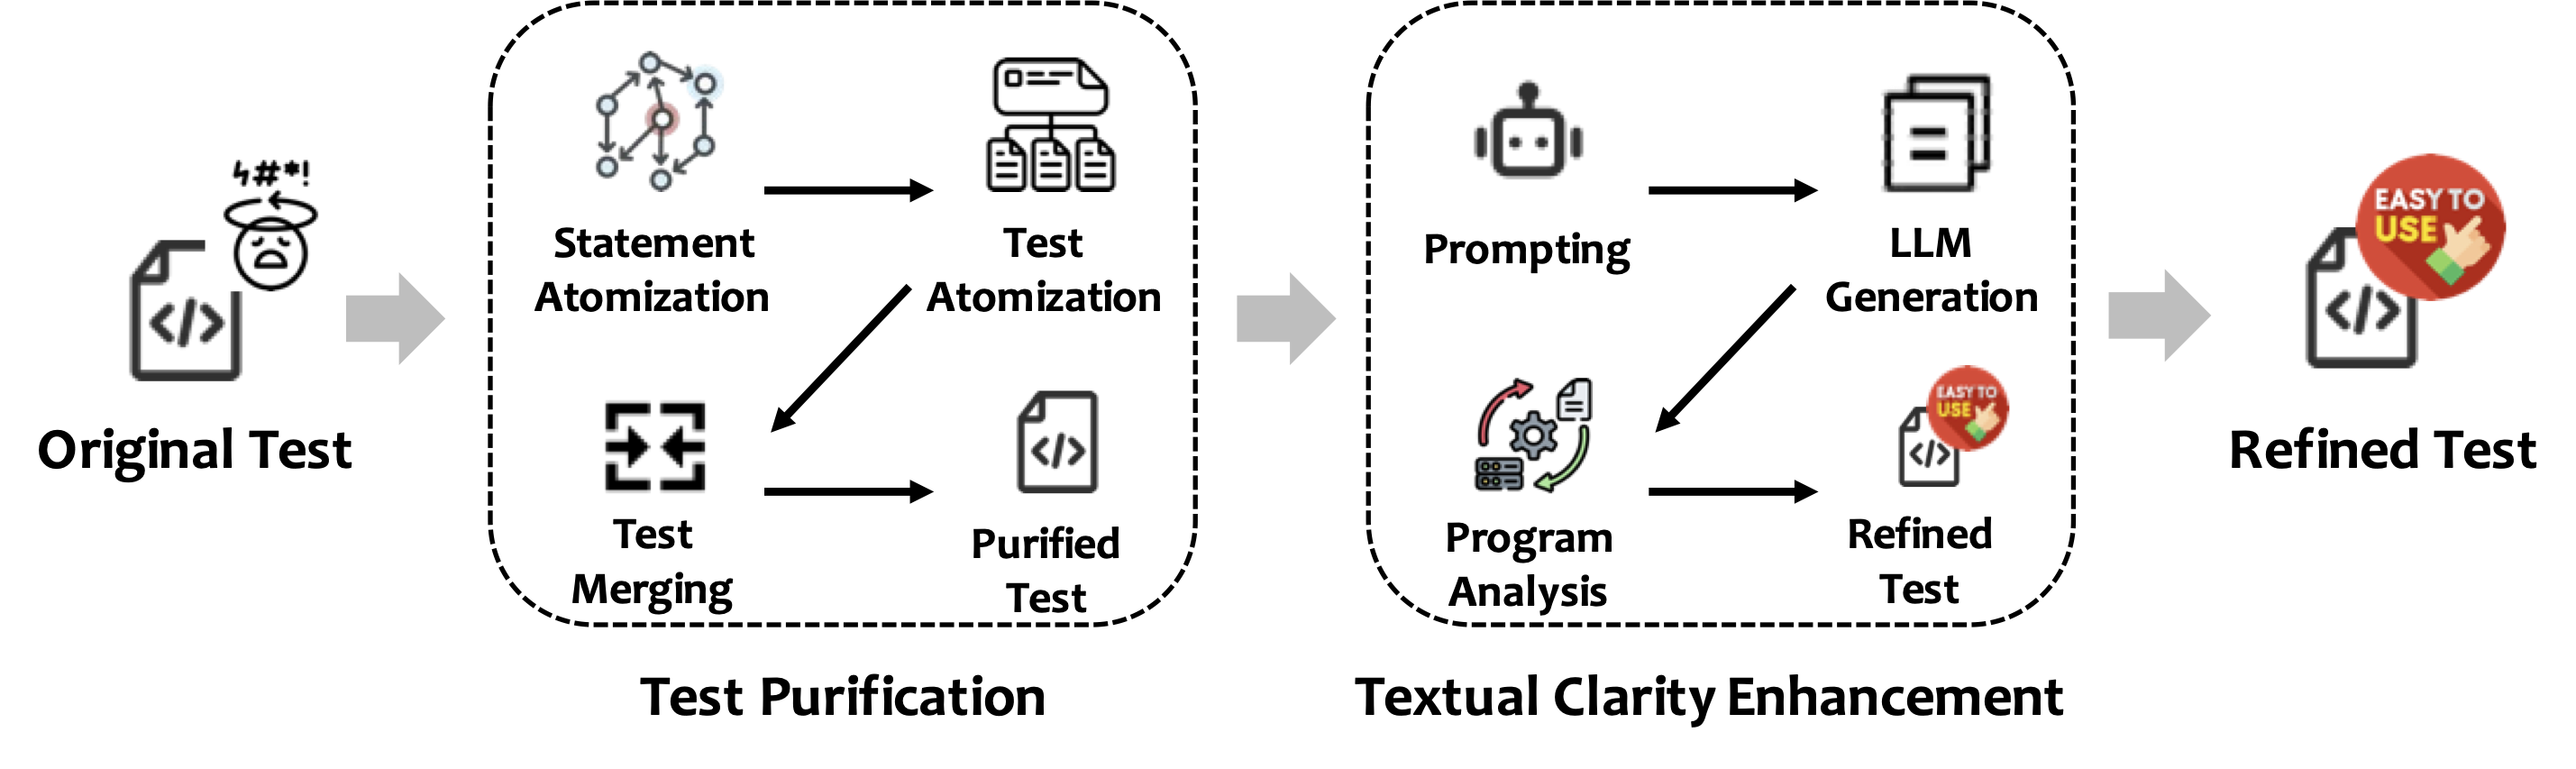 Original Test
ϟ#*!
</>
Statement
Atomization
Test
Atomization
Test
Merging
</>
Purified
Test
Test Purification
Prompting
LLM
Generation
Program
Analysis
EASY TO
USE
</>
Refined
Test
Textual Clarity Enhancement
EASY TO
USE
</>
Refined Test